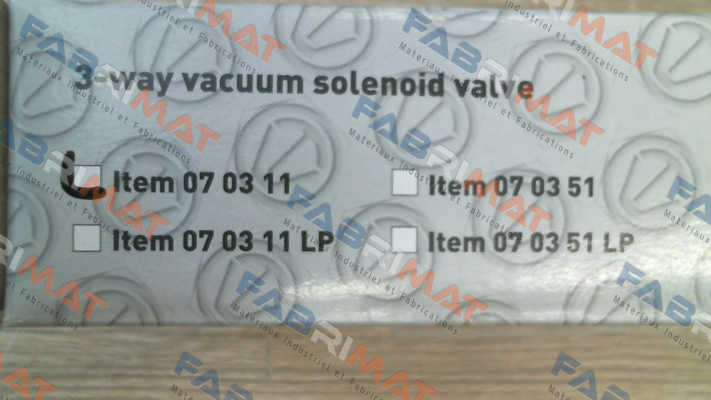 3-way vacuum solenoid valve
Item 07 03 11
Item 07 03 51
Item 07 03 11 LP
Item 07 03 51 LP
FABRIMAT
Materiaux Industriel et Fabrications